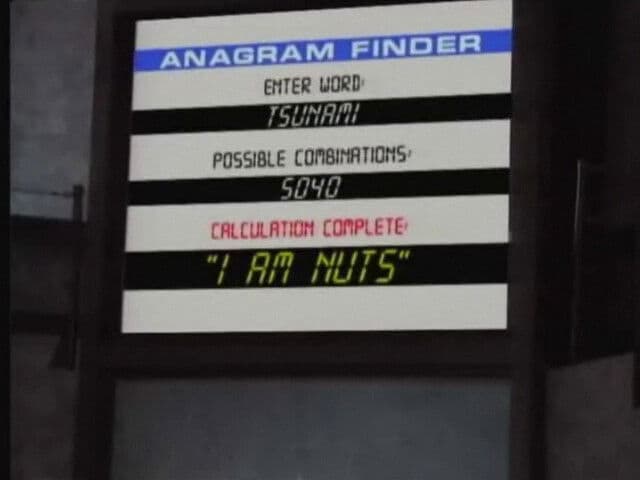 ANAGRAM FINDER
ENTER WORD:
TSUNAMI
POSSIBLE COMBINATIONS:
5040
CALCULATION COMPLETE:
"I AM NUTS"